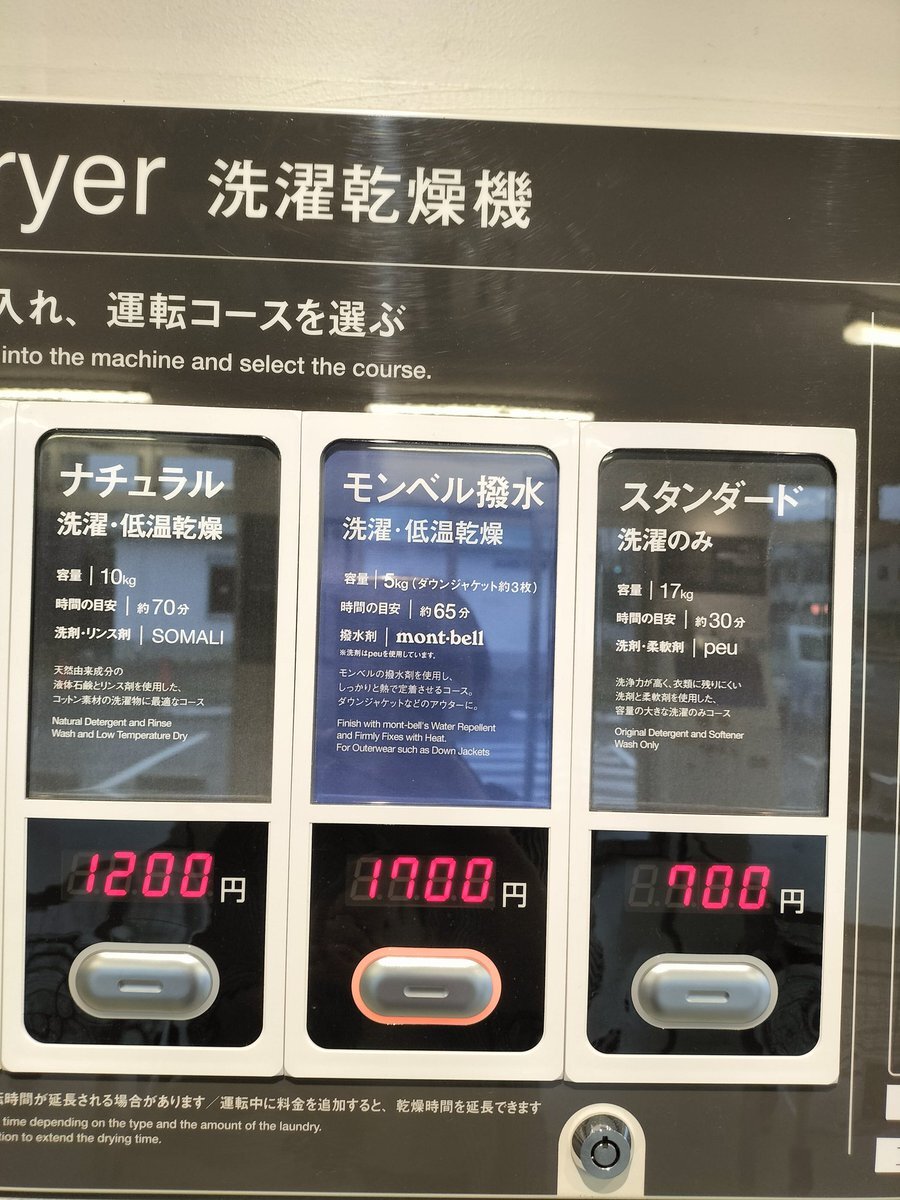 ryer 洗濯乾燥機
入れ、運転コースを選ぶ
into the machine and select the course.
ナチュラル
洗濯・低温乾燥
容量 | 10kg
時間の目安 | 約70分
洗剤・リンス剤 | SOMALI
天然由来成分の
液体石鹸とリンス剤を使用した、
コットン素材の洗濯物に最適なコース
Natural Detergent and Rinse
Wash and Low Temperature Dry
1200円
モンベル撥水
洗濯・低温乾燥
容量 | 5kg（ダウンジャケット約3枚）
時間の目安 | 約65分
撥水剤 | mont-bell
※洗剤はpeuを使用しています。
モンベルの撥水剤を使用し、
しっかりと熱で定着させるコース。
ダウンジャケットなどのアウターに。
Finish with mont-bell's Water Repellent
and Firmly Fixes with Heat.
For Outerwear such as Down Jackets
1700円
スタンダード
洗濯のみ
容量 | 17kg
時間の目安 | 約30分
洗剤・柔軟剤 | peu
洗浄力が高く、衣類に残りにくい
洗剤と柔軟剤を使用した、
容量の大きな洗濯のみコース
Original Detergent and Softener
Wash Only
700円
転時間が延長される場合があります／運転中に料金を追加すると、乾燥時間を延長できます
time depending on the type and the amount of the laundry.
tion to extend the drying time.